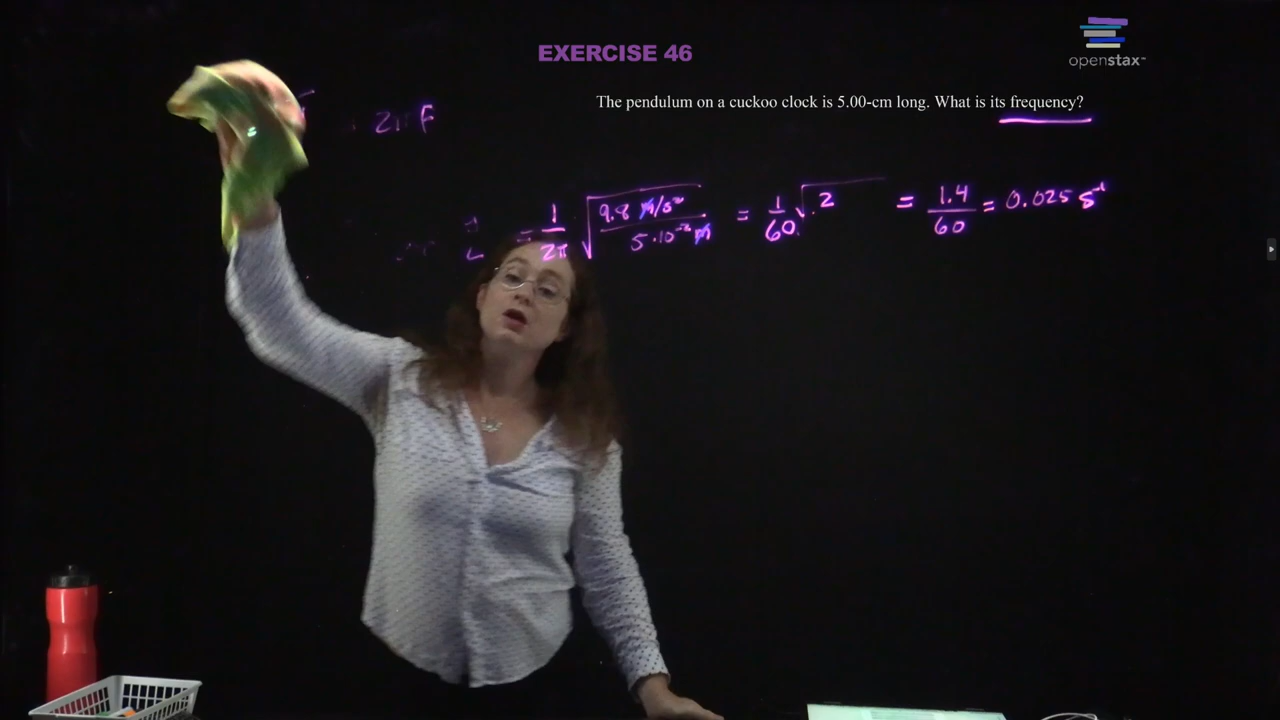 EXERCISE 46
openstax™
The pendulum on a cuckoo clock is 5.00-cm long. What is its frequency?
2πF
= 1/2π √(9.8 m/s² / 5·10⁻² m) = 1/60 √.2 = 1.4/60 = 0.025 s⁻¹